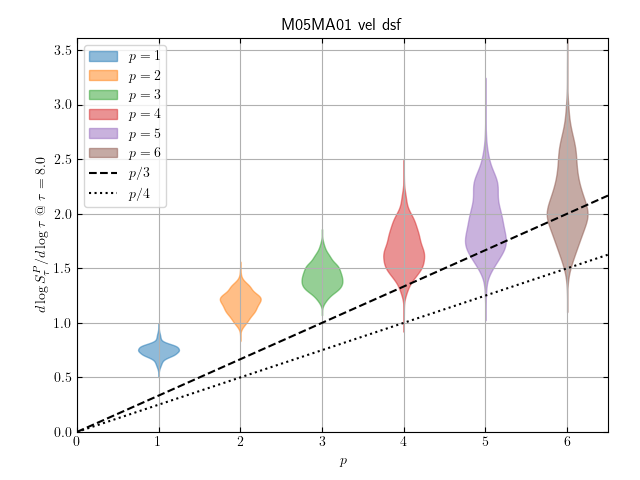 M05MA01 vel dsf
3.5
3.0
2.5
2.0
1.5
1.0
0.5
0.0
d log S_τ^P / d log τ @ τ = 8.0
p = 1
p = 2
p = 3
p = 4
p = 5
p = 6
p/3
p/4
0 1 2 3 4 5 6
p